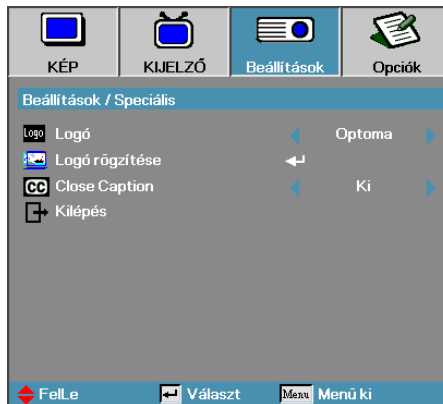 KÉP KIJELZŐ Beállítások Opciók
Beállítások / Speciális
Logo Logó Optoma
Logó rögzítése
CC Close Caption Ki
Kilépés
FelLe Választ Menu Menü ki